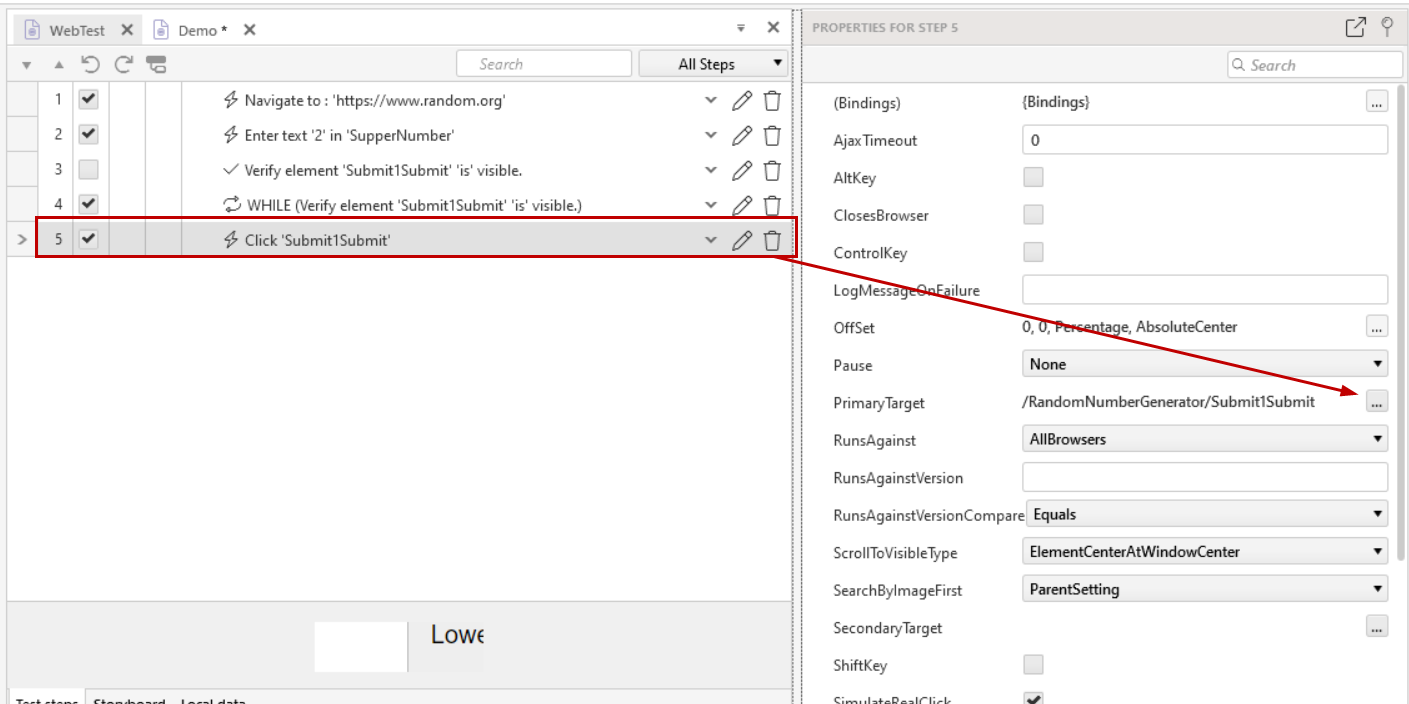 WebTest
Demo *
Search
All Steps
1 Navigate to : 'https://www.random.org'
2 Enter text '2' in 'SupperNumber'
3 Verify element 'Submit1Submit' 'is' visible.
4 WHILE (Verify element 'Submit1Submit' 'is' visible.)
5 Click 'Submit1Submit'
Lowe
Test steps Storyboard Local data
PROPERTIES FOR STEP 5
Search
(Bindings) {Bindings} ...
AjaxTimeout 0
AltKey
ClosesBrowser
ControlKey
LogMessageOnFailure
OffSet 0, 0, Percentage, AbsoluteCenter ...
Pause None
PrimaryTarget /RandomNumberGenerator/Submit1Submit ...
RunsAgainst AllBrowsers
RunsAgainstVersion
RunsAgainstVersionCompare Equals
ScrollToVisibleType ElementCenterAtWindowCenter
SearchByImageFirst ParentSetting
SecondaryTarget ...
ShiftKey
SimulateRealClick